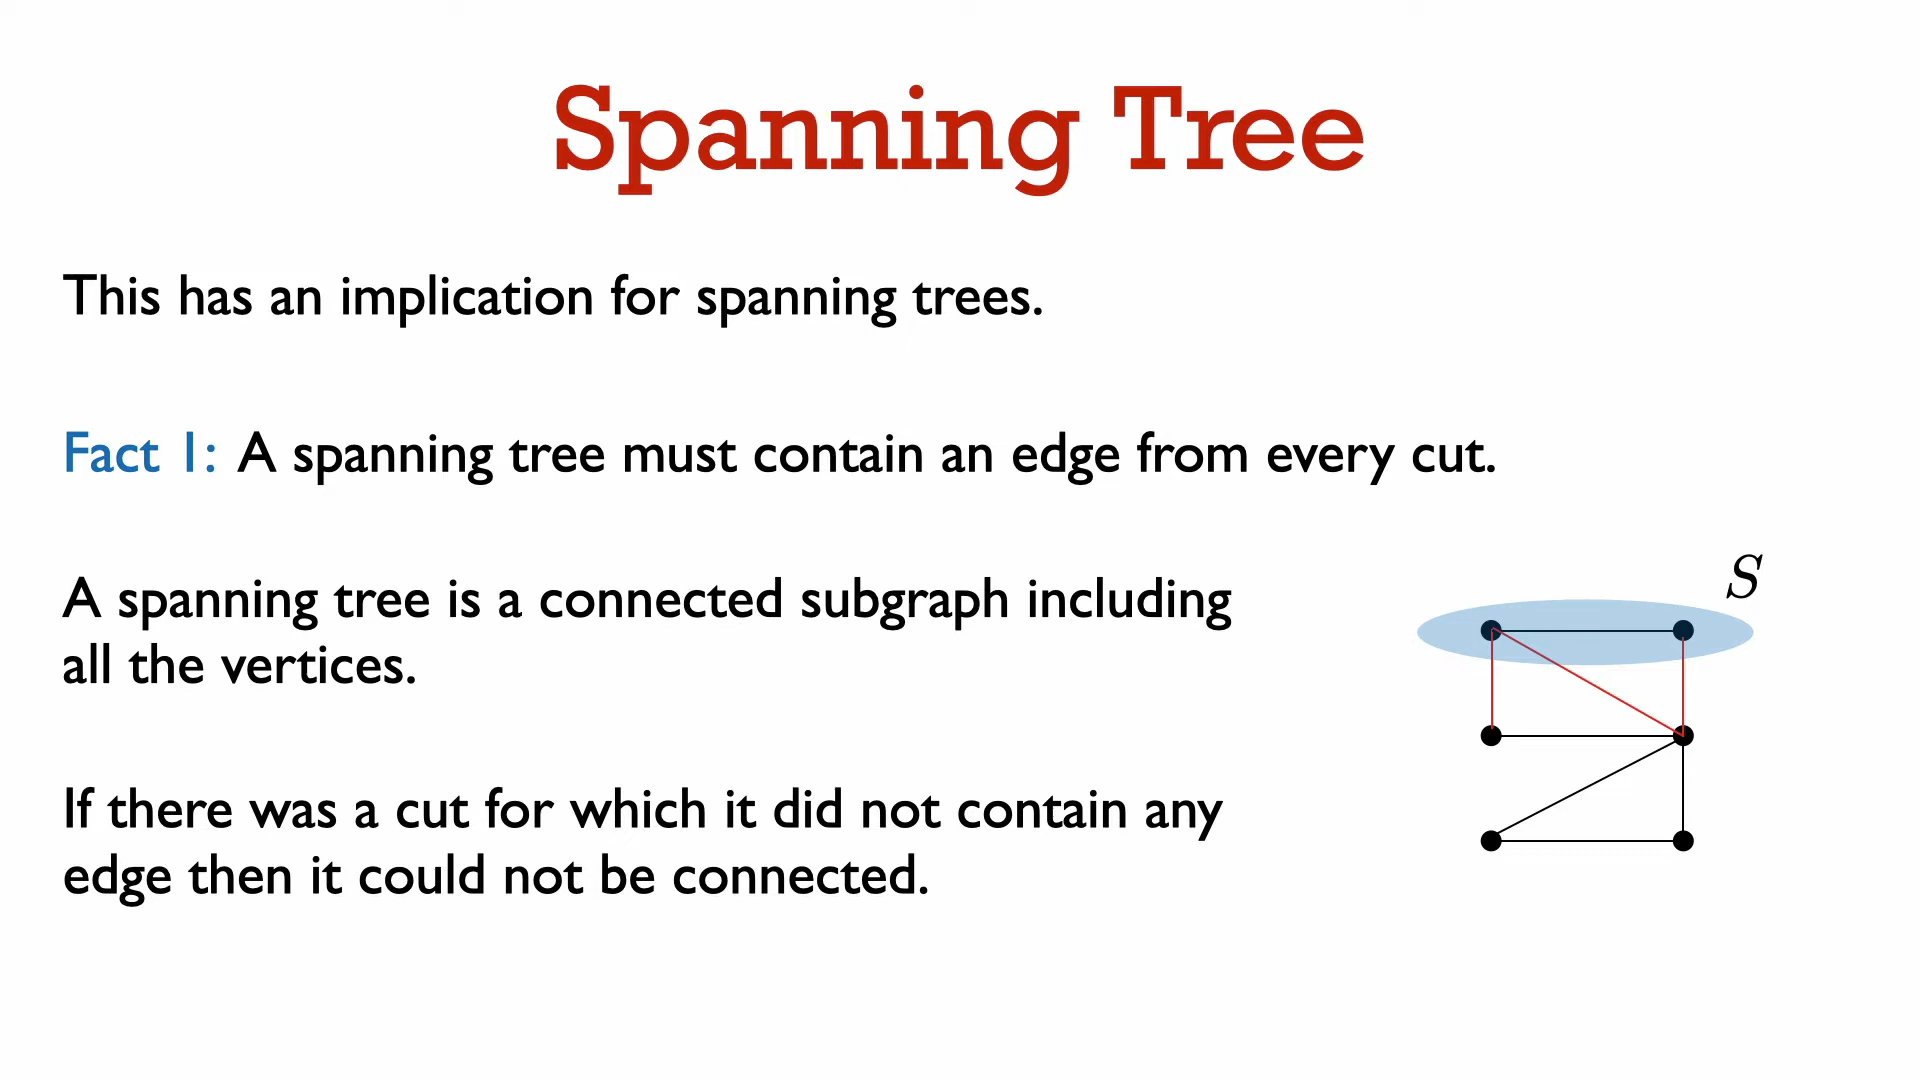 Spanning Tree
This has an implication for spanning trees.
Fact 1: A spanning tree must contain an edge from every cut.
A spanning tree is a connected subgraph including
all the vertices.
If there was a cut for which it did not contain any
edge then it could not be connected.
S